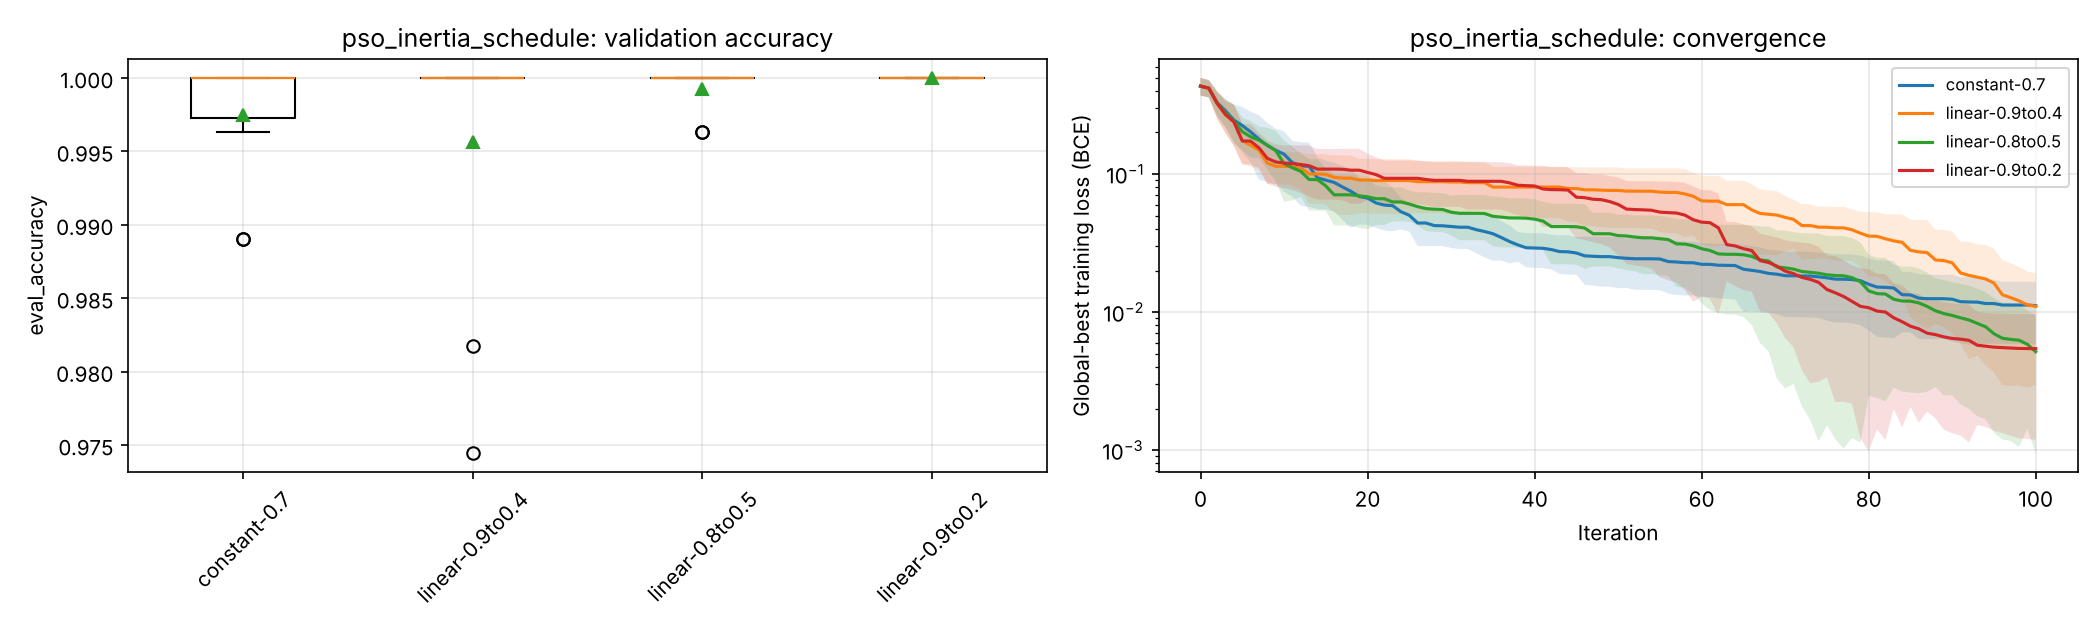 pso_inertia_schedule: validation accuracy
eval_accuracy
1.000
0.995
0.990
0.985
0.980
0.975
constant-0.7
linear-0.9to0.4
linear-0.8to0.5
linear-0.9to0.2
pso_inertia_schedule: convergence
Global-best training loss (BCE)
10⁻¹
10⁻²
10⁻³
constant-0.7
linear-0.9to0.4
linear-0.8to0.5
linear-0.9to0.2
0 20 40 60 80 100
Iteration